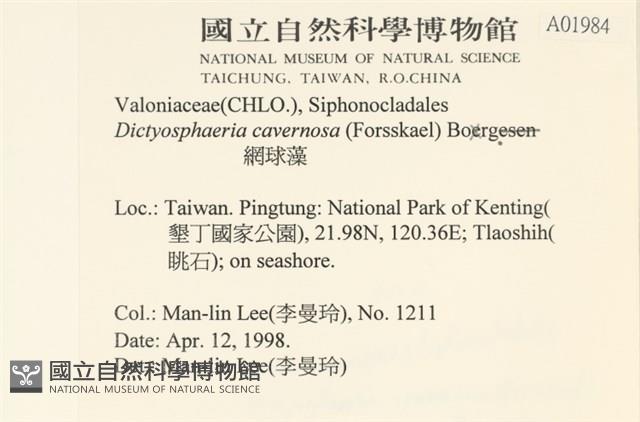 國立自然科學博物館
A01984
NATIONAL MUSEUM OF NATURAL SCIENCE
TAICHUNG, TAIWAN, R.O.CHINA
Valoniaceae(CHLO.), Siphonocladales
Dictyosphaeria cavernosa (Forsskael) Boergesen
網球藻
Loc.: Taiwan. Pingtung: National Park of Kenting(
墾丁國家公園), 21.98N, 120.36E; Tlaoshih(
眺石); on seashore.
Col.: Man-lin Lee(李曼玲), No. 1211
Date: Apr. 12, 1998.
Det.: Man-lin Lee(李曼玲)
國立自然科學博物館
NATIONAL MUSEUM OF NATURAL SCIENCE